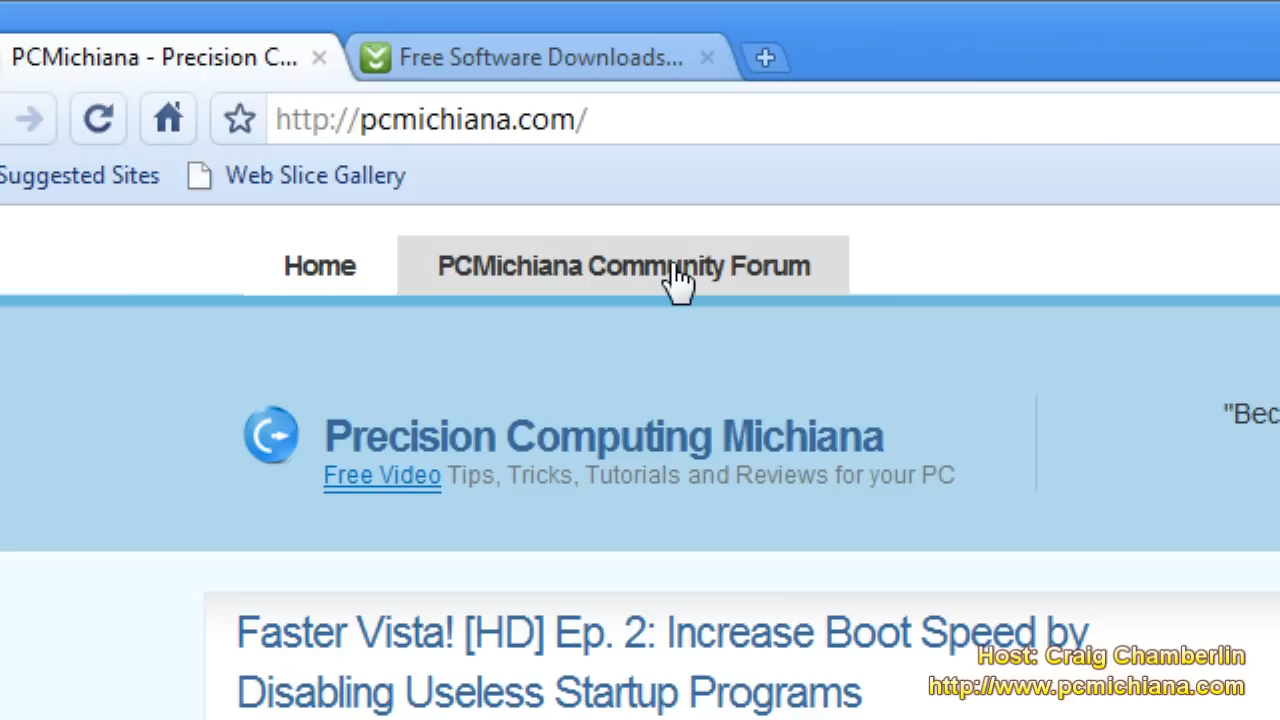 PCMichiana - Precision C...
Free Software Downloads...
http://pcmichiana.com/
Suggested Sites
Web Slice Gallery
Home
PCMichiana Community Forum
"Bec
Precision Computing Michiana
Free Video Tips, Tricks, Tutorials and Reviews for your PC
Faster Vista! [HD] Ep. 2: Increase Boot Speed by
Disabling Useless Startup Programs
Host: Craig Chamberlin
http://www.pcmichiana.com